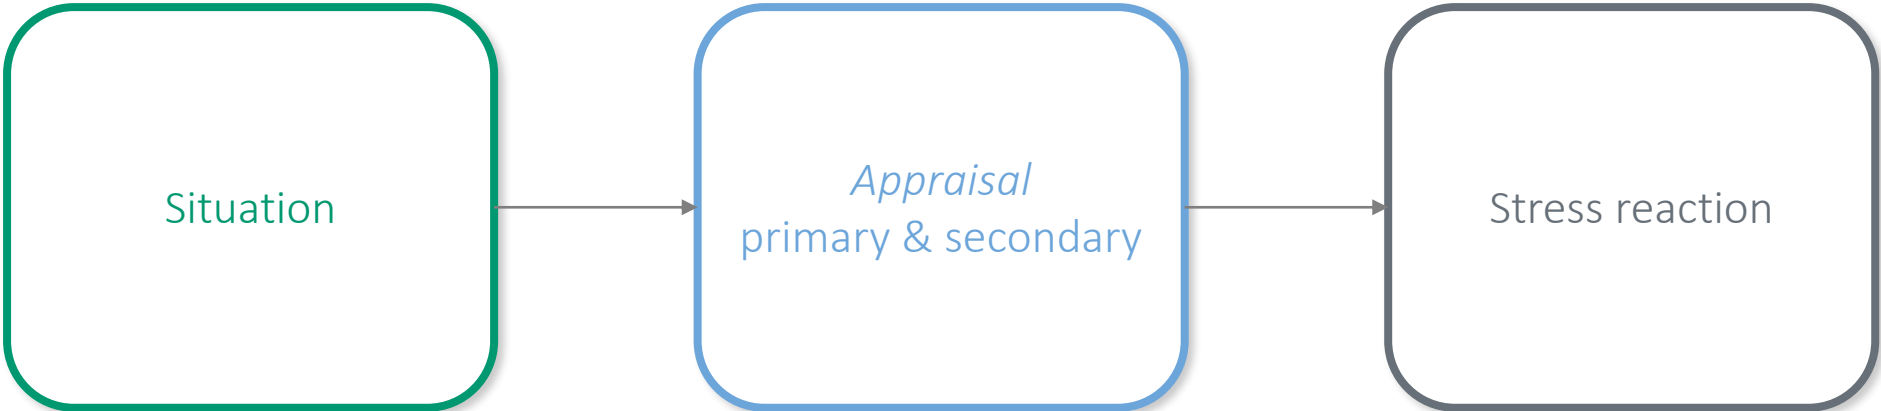 Situation
Appraisal
primary & secondary
Stress reaction